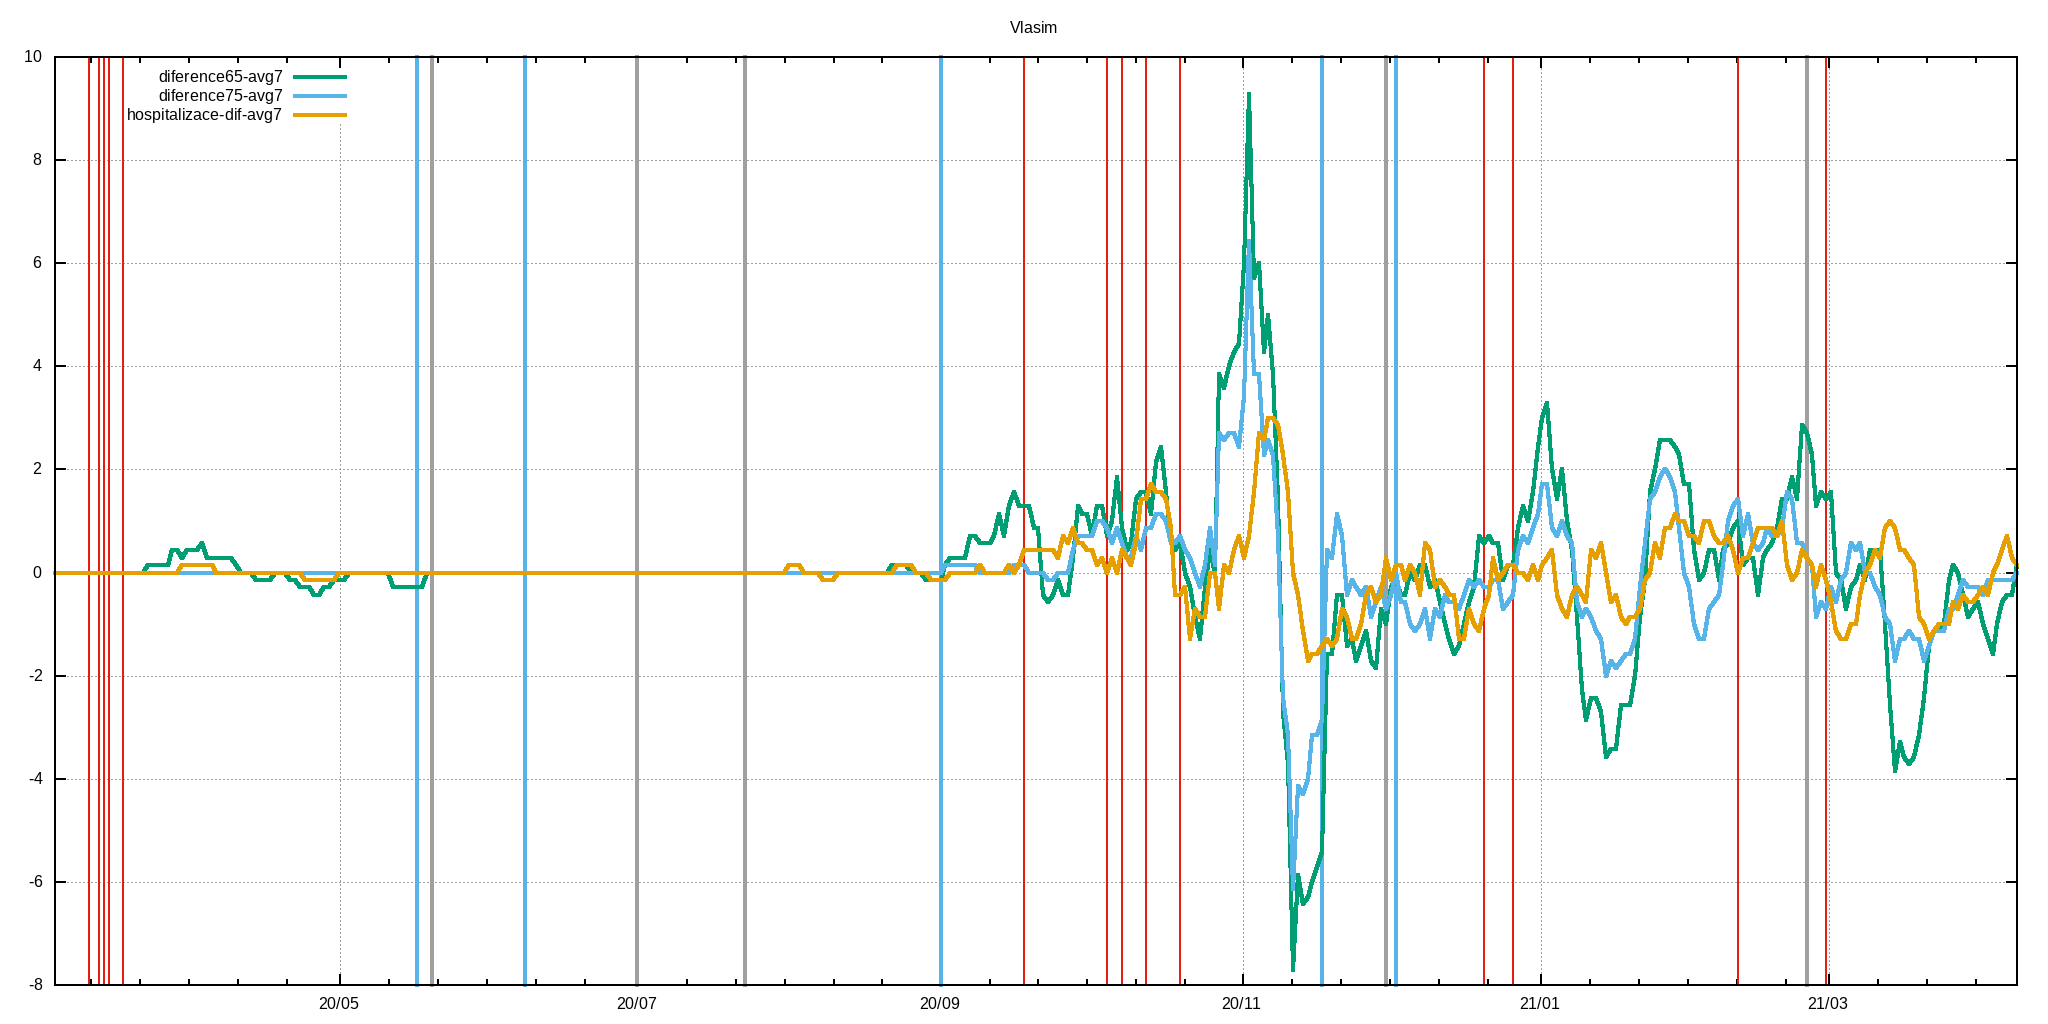 Vlasim
10
diference65-avg7
diference75-avg7
hospitalizace-dif-avg7
8
6
4
2
0
-2
-4
-6
-8
20/05 20/07 20/09 20/11 21/01 21/03